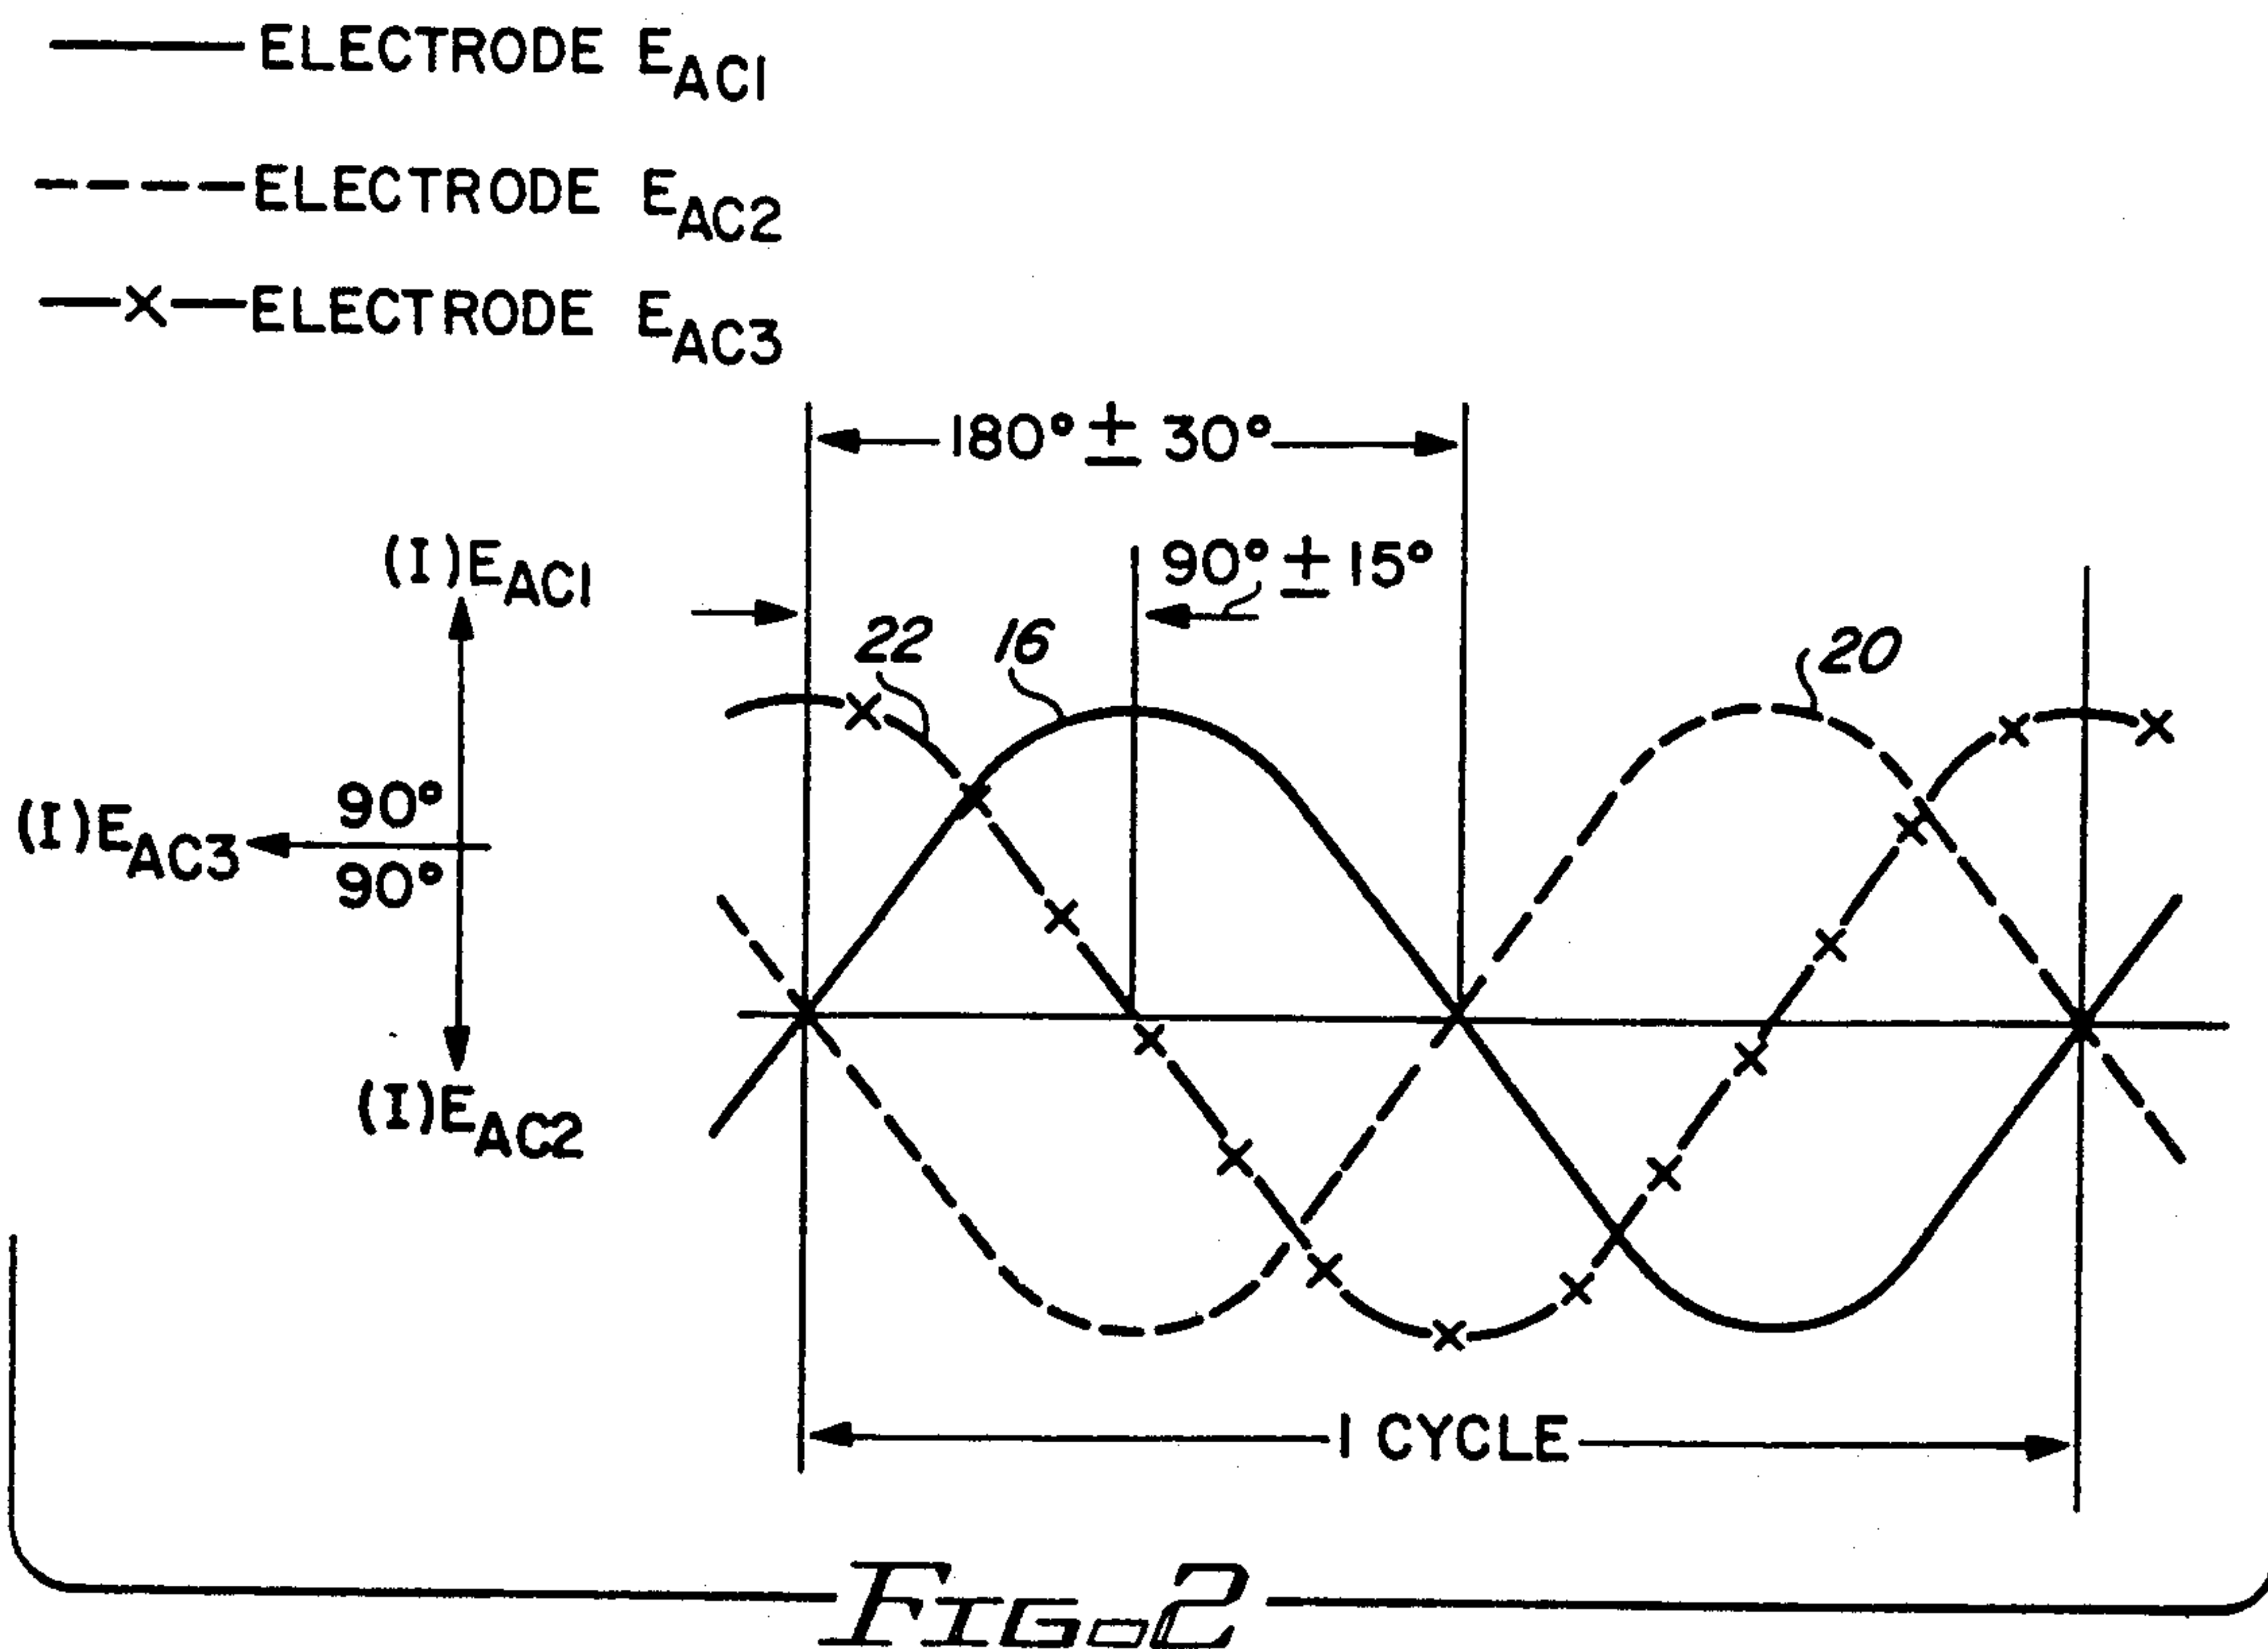 ELECTRODE EAC1
ELECTRODE EAC2
ELECTRODE EAC3
180° ± 30°
90° ± 15°
(I)EAC1
22
16
20
90°
(I)EAC3
90°
(I)EAC2
1 CYCLE
FIG. 2